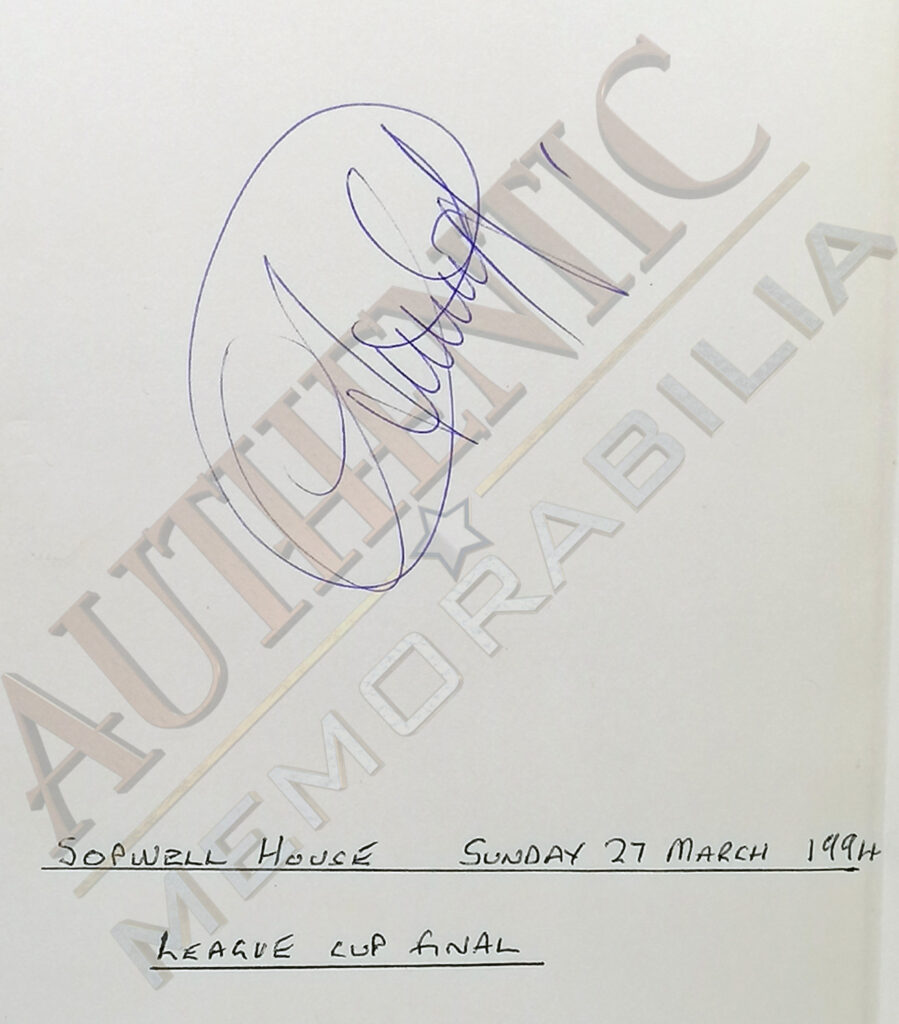 AUTHENTIC
MEMORABILIA
SOPWELL HOUSE SUNDAY 27 MARCH 1994
LEAGUE CUP FINAL